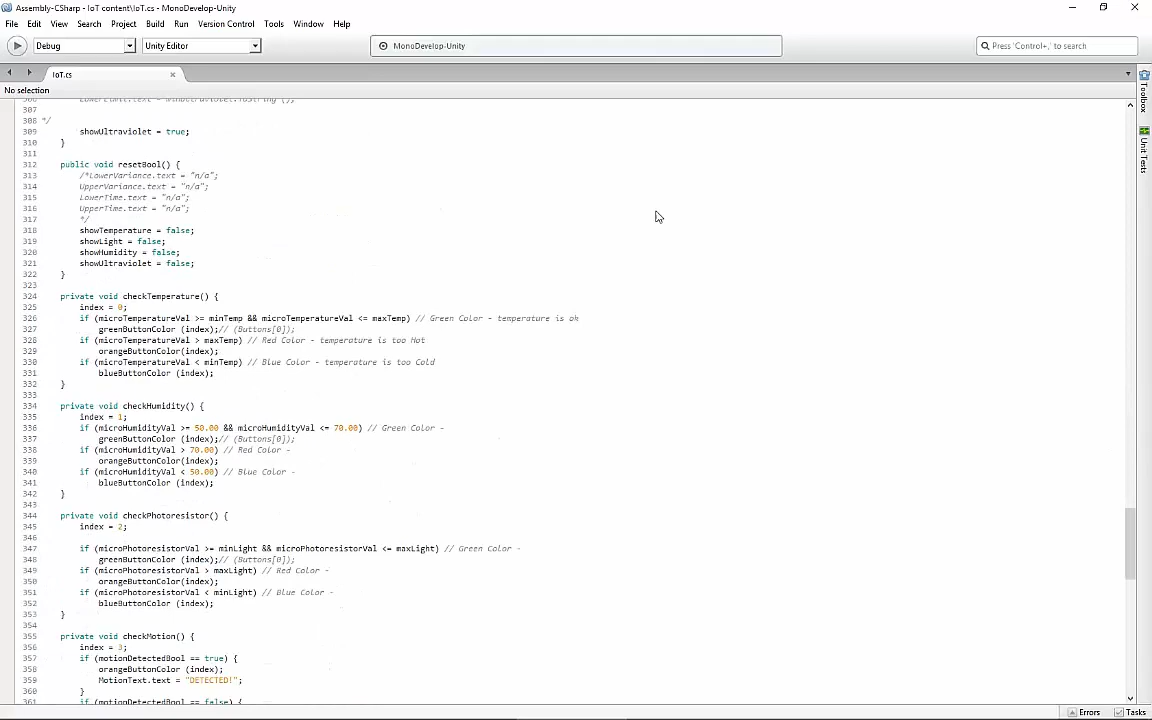 Assembly-CSharp - IoT content\IoT.cs - MonoDevelop-Unity
File Edit View Search Project Build Run Version Control Tools Window Help
Debug Unity Editor MonoDevelop-Unity Press 'Control+,' to search
IoT.cs
No selection
Toolbox
Unit Tests
307
308 */
309 showUltraviolet = true;
310 }
311
312 public void resetBool() {
313 /*LowerVariance.text = "n/a";
314 UpperVariance.text = "n/a";
315 LowerTime.text = "n/a";
316 UpperTime.text = "n/a";
317 */
318 showTemperature = false;
319 showLight = false;
320 showHumidity = false;
321 showUltraviolet = false;
322 }
323
324 private void checkTemperature() {
325 index = 0;
326 if (microTemperatureVal >= minTemp && microTemperatureVal <= maxTemp) // Green Color - temperature is ok
327 greenButtonColor (index);// (Buttons[0]);
328 if (microTemperatureVal > maxTemp) // Red Color - temperature is too Hot
329 orangeButtonColor(index);
330 if (microTemperatureVal < minTemp) // Blue Color - temperature is too Cold
331 blueButtonColor (index);
332 }
333
334 private void checkHumidity() {
335 index = 1;
336 if (microHumidityVal >= 50.00 && microHumidityVal <= 70.00) // Green Color -
337 greenButtonColor (index);// (Buttons[0]);
338 if (microHumidityVal > 70.00) // Red Color -
339 orangeButtonColor(index);
340 if (microHumidityVal < 50.00) // Blue Color -
341 blueButtonColor (index);
342 }
343
344 private void checkPhotoresistor() {
345 index = 2;
346
347 if (microPhotoresistorVal >= minLight && microPhotoresistorVal <= maxLight) // Green Color -
348 greenButtonColor (index);// (Buttons[0]);
349 if (microPhotoresistorVal > maxLight) // Red Color -
350 orangeButtonColor(index);
351 if (microPhotoresistorVal < minLight) // Blue Color -
352 blueButtonColor (index);
353 }
354
355 private void checkMotion() {
356 index = 3;
357 if (motionDetectedBool == true) {
358 orangeButtonColor (index);
359 MotionText.text = "DETECTED!";
360 }
361 if (motionDetectedBool == false) {
Errors Tasks